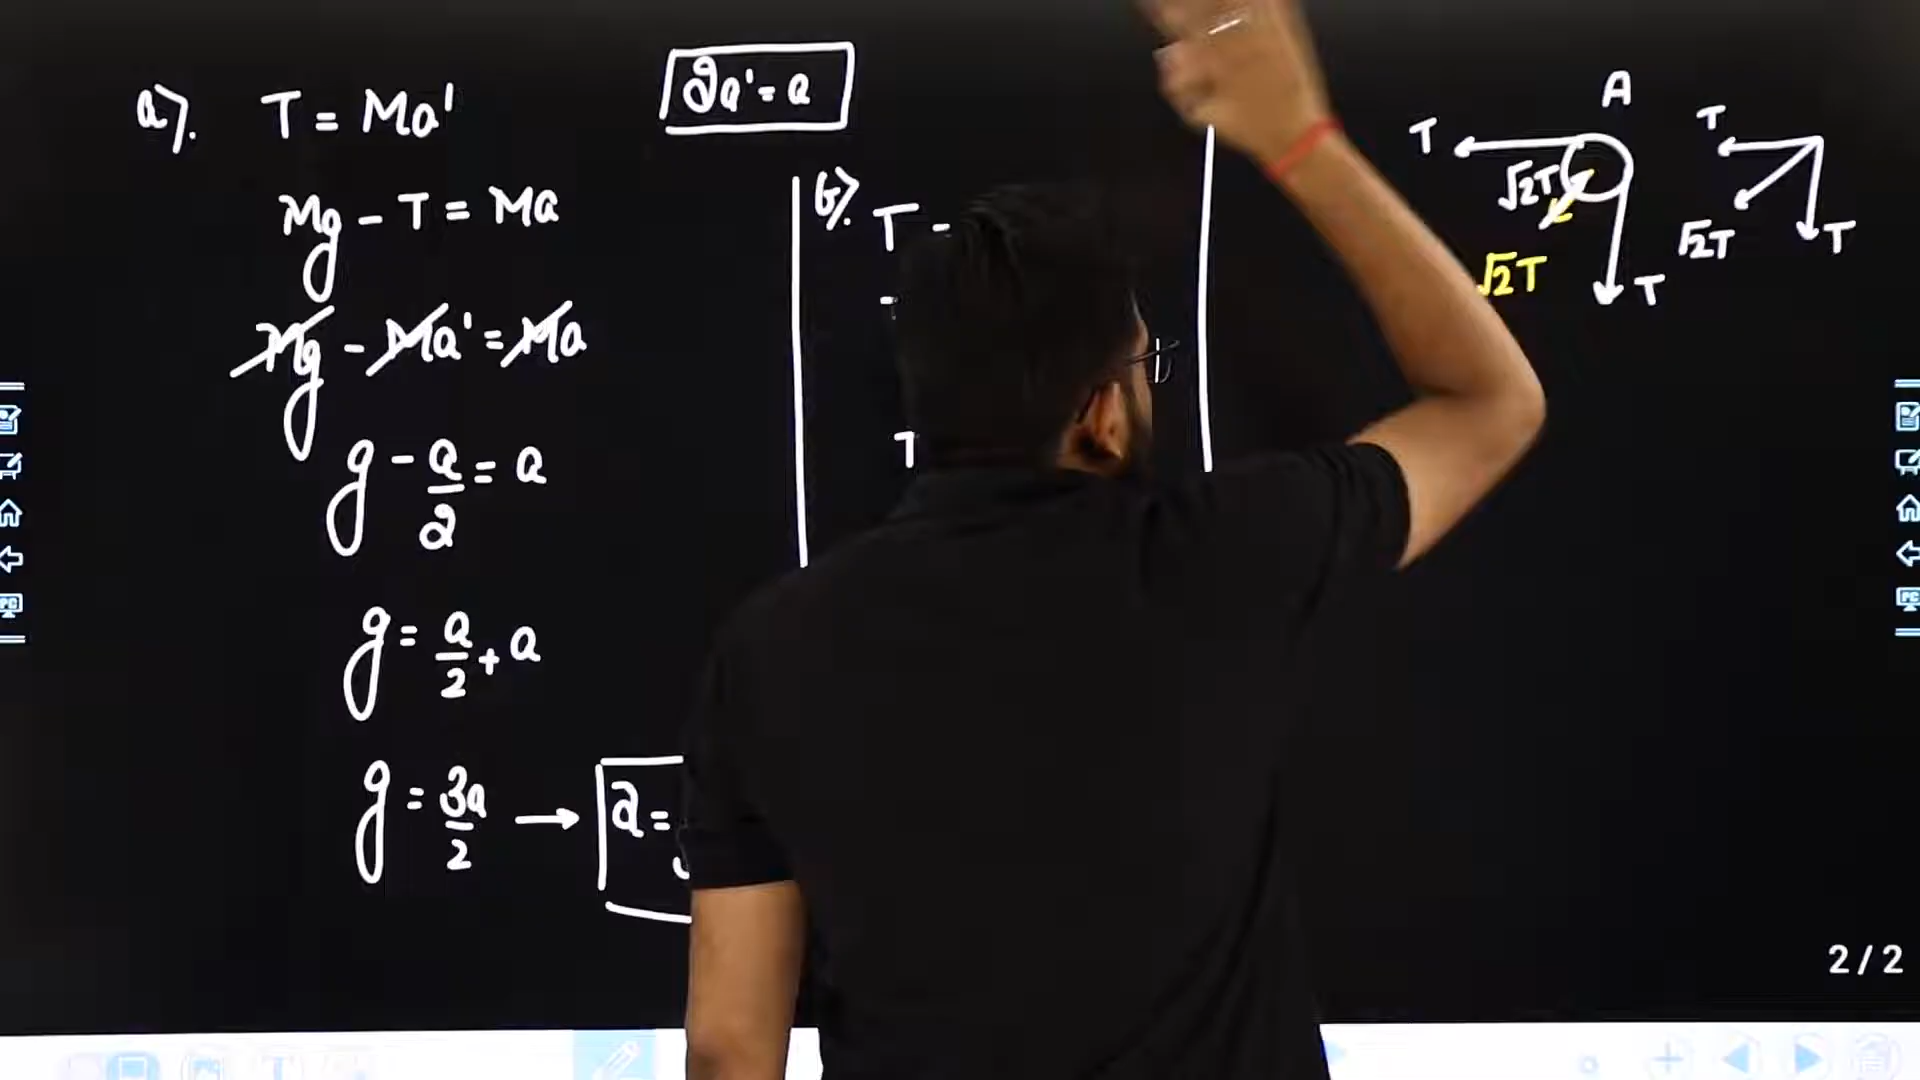 a). T = Ma'
2a' = a
Mg - T = Ma
Mg - Ma' = Ma
g - a/2 = a
g = a/2 + a
g = 3a/2 → a =
b). T -
T
A
T
√2T
√2T
T
T
√2T
T
2 / 2